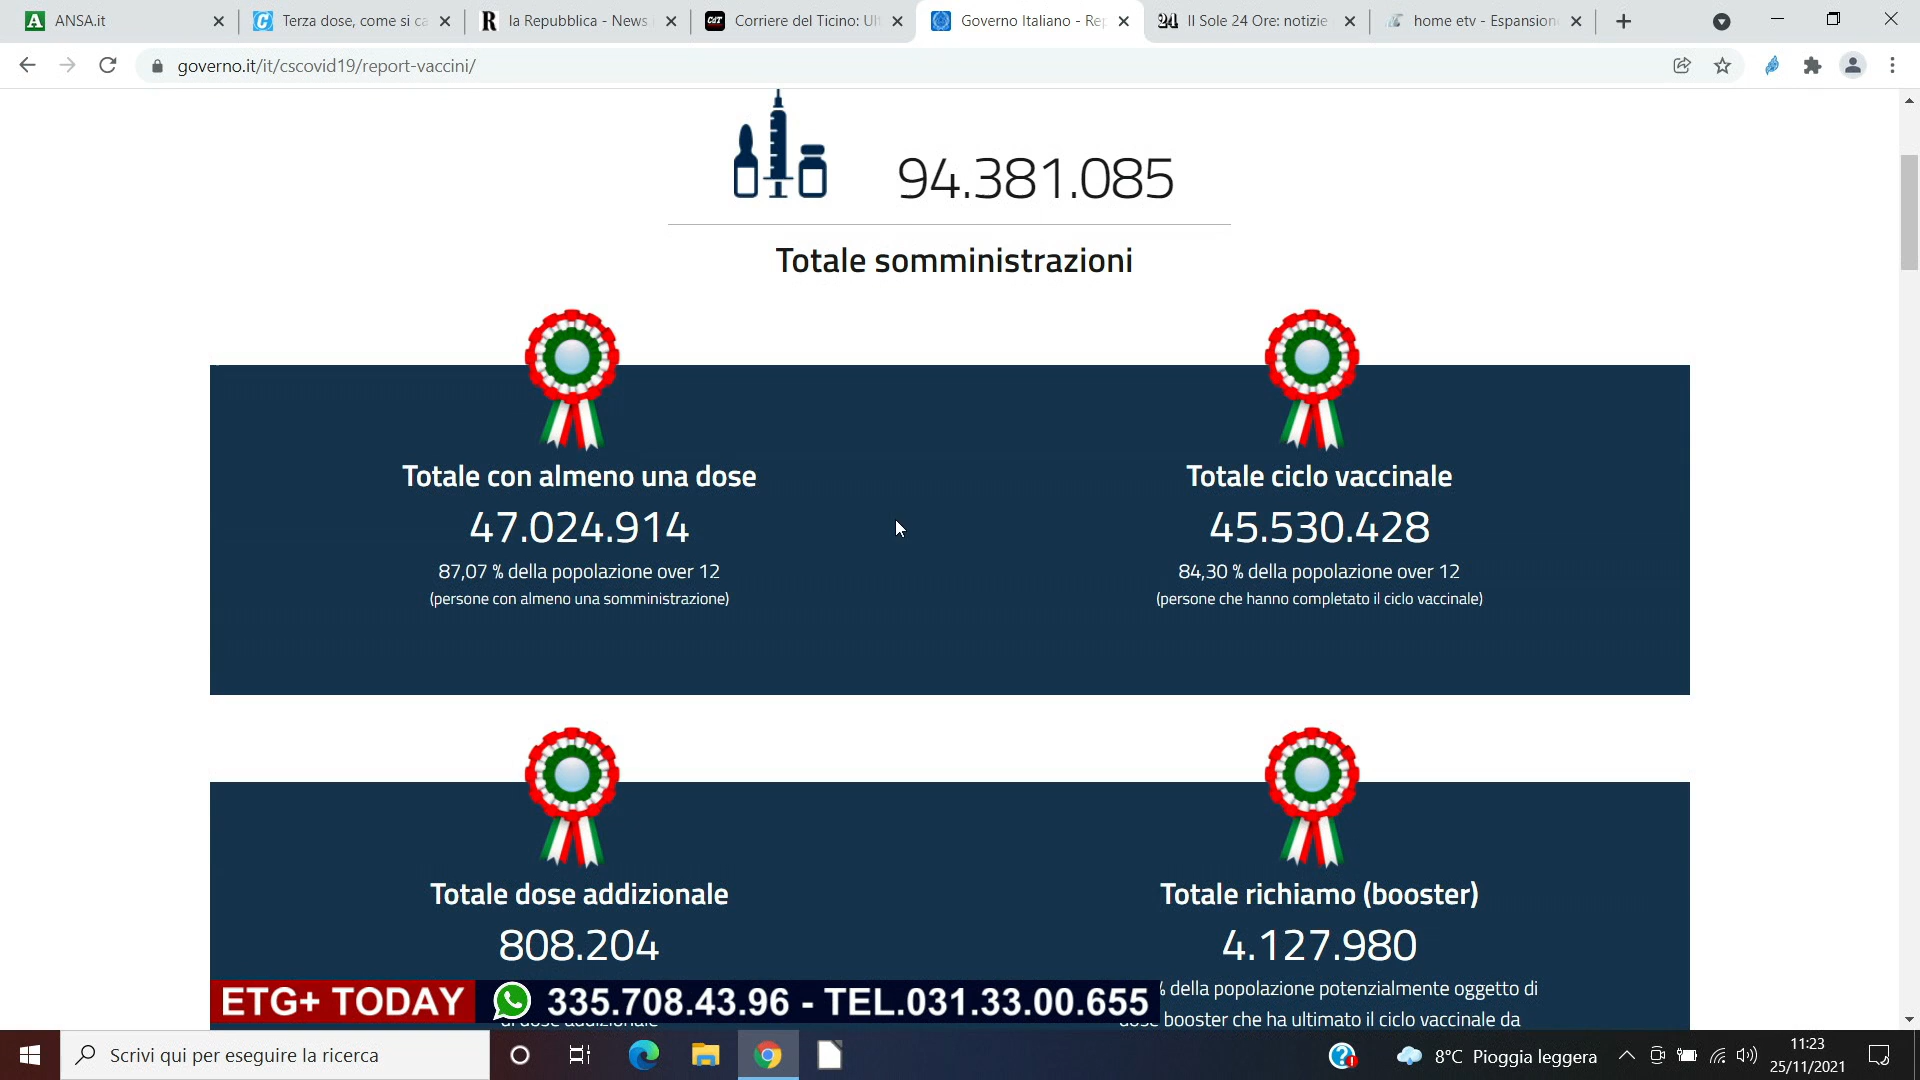 ANSA.it
Terza dose, come si ca
la Repubblica - News
Corriere del Ticino: Ul
Governo Italiano - Rep
Il Sole 24 Ore: notizie
home etv - Espansion
governo.it/it/cscovid19/report-vaccini/
94.381.085
Totale somministrazioni
Totale con almeno una dose
47.024.914
87,07 % della popolazione over 12
(persone con almeno una somministrazione)
Totale ciclo vaccinale
45.530.428
84,30 % della popolazione over 12
(persone che hanno completato il ciclo vaccinale)
Totale dose addizionale
808.204
Totale richiamo (booster)
4.127.980
% della popolazione potenzialmente oggetto di
dose booster che ha ultimato il ciclo vaccinale da
ETG+ TODAY 335.708.43.96 - TEL.031.33.00.655
Scrivi qui per eseguire la ricerca
8°C Pioggia leggera
11:23
25/11/2021